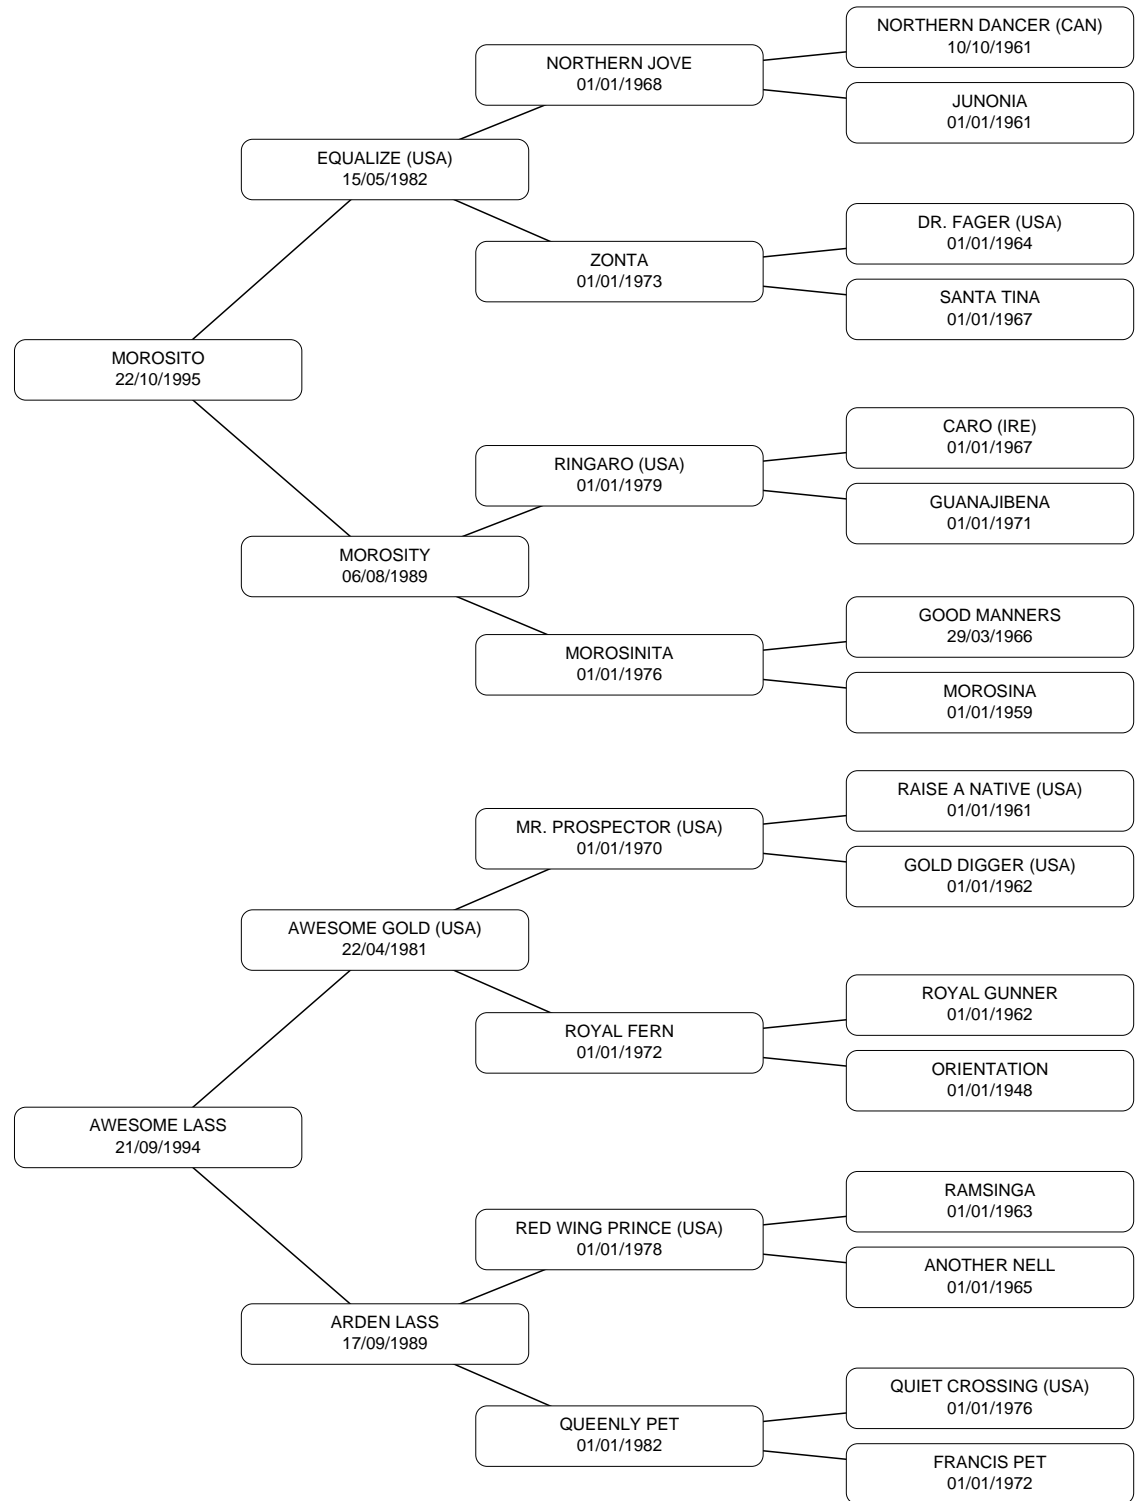 NORTHERN DANCER (CAN)
10/10/1961
NORTHERN JOVE
01/01/1968
JUNONIA
01/01/1961
EQUALIZE (USA)
15/05/1982
DR. FAGER (USA)
01/01/1964
ZONTA
01/01/1973
SANTA TINA
01/01/1967
MOROSITO
22/10/1995
CARO (IRE)
01/01/1967
RINGARO (USA)
01/01/1979
GUANAJIBENA
01/01/1971
MOROSITY
06/08/1989
GOOD MANNERS
29/03/1966
MOROSINITA
01/01/1976
MOROSINA
01/01/1959
RAISE A NATIVE (USA)
01/01/1961
MR. PROSPECTOR (USA)
01/01/1970
GOLD DIGGER (USA)
01/01/1962
AWESOME GOLD (USA)
22/04/1981
ROYAL GUNNER
01/01/1962
ROYAL FERN
01/01/1972
ORIENTATION
01/01/1948
AWESOME LASS
21/09/1994
RAMSINGA
01/01/1963
RED WING PRINCE (USA)
01/01/1978
ANOTHER NELL
01/01/1965
ARDEN LASS
17/09/1989
QUIET CROSSING (USA)
01/01/1976
QUEENLY PET
01/01/1982
FRANCIS PET
01/01/1972